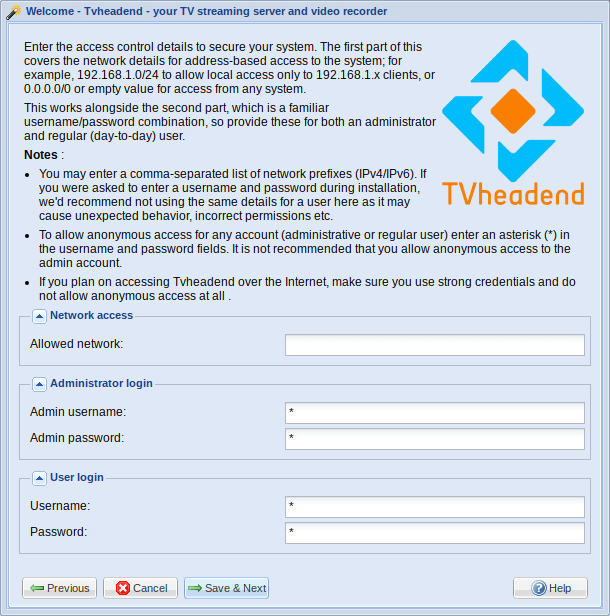 Welcome - Tvheadend - your TV streaming server and video recorder
Enter the access control details to secure your system. The first part of this
covers the network details for address-based access to the system; for
example, 192.168.1.0/24 to allow local access only to 192.168.1.x clients, or
0.0.0.0/0 or empty value for access from any system.
This works alongside the second part, which is a familiar
username/password combination, so provide these for both an administrator
and regular (day-to-day) user.
TVheadend
Notes :
• You may enter a comma-separated list of network prefixes (IPv4/IPv6). If
you were asked to enter a username and password during installation,
we'd recommend not using the same details for a user here as it may
cause unexpected behavior, incorrect permissions etc.
• To allow anonymous access for any account (administrative or regular user) enter an asterisk (*) in
the username and password fields. It is not recommended that you allow anonymous access to the
admin account.
• If you plan on accessing Tvheadend over the Internet, make sure you use strong credentials and do
not allow anonymous access at all .
Network access
Allowed network:
Administrator login
Admin username: *
Admin password: *
User login
Username: *
Password: *
Previous Cancel Save & Next Help